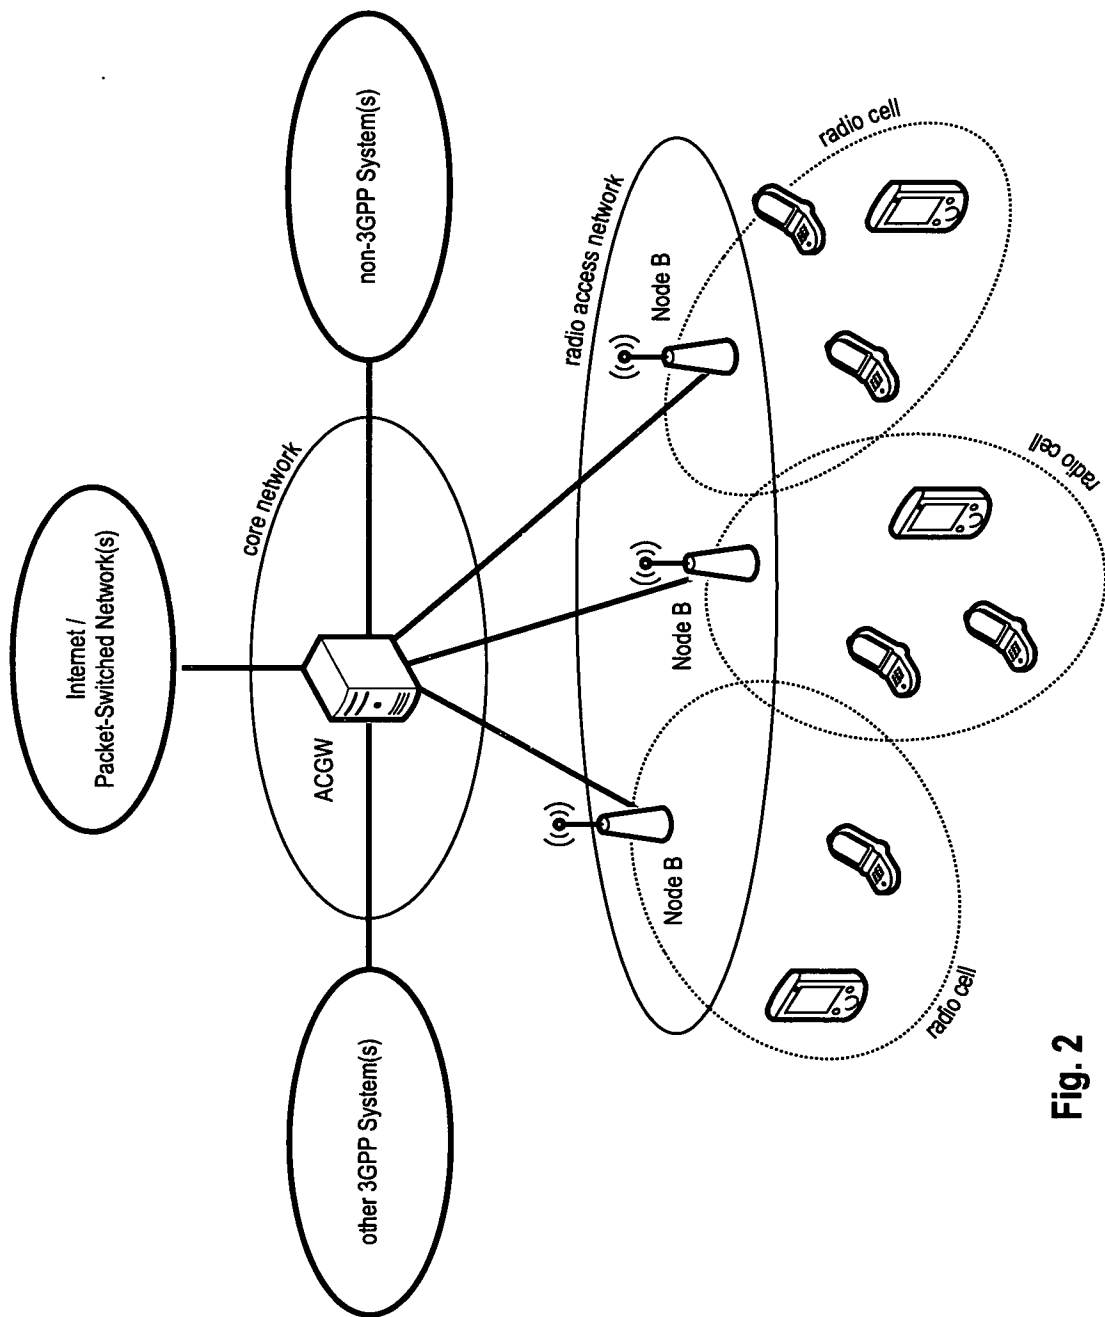 Internet /
Packet-Switched Network(s)
other 3GPP System(s)
ACGW
core network
non-3GPP System(s)
radio access network
Node B
Node B
Node B
radio cell
radio cell
radio cell
Fig. 2